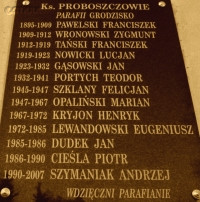 Ks. PROBOSZCZOWIE
PARAFII GRODZISKO
1895-1909 PAWELSKI FRANCISZEK
1909-1912 WRONOWSKI ZYGMUNT
1912-1919 TAŃSKI FRANCISZEK
1919-1923 NOWICKI LUCJAN
1923-1932 GĄSOWSKI JAN
1932-1941 PORTYCH TEODOR
1945-1947 SZKLANY FELICJAN
1947-1967 OPALIŃSKI MARIAN
1967-1972 KRYJON HENRYK
1972-1985 LEWANDOWSKI EUGENIUSZ
1985-1986 DUDEK JAN
1986-1990 CIEŚLA PIOTR
1990-2007 SZYMANIAK ANDRZEJ
WDZIĘCZNI PARAFIANIE